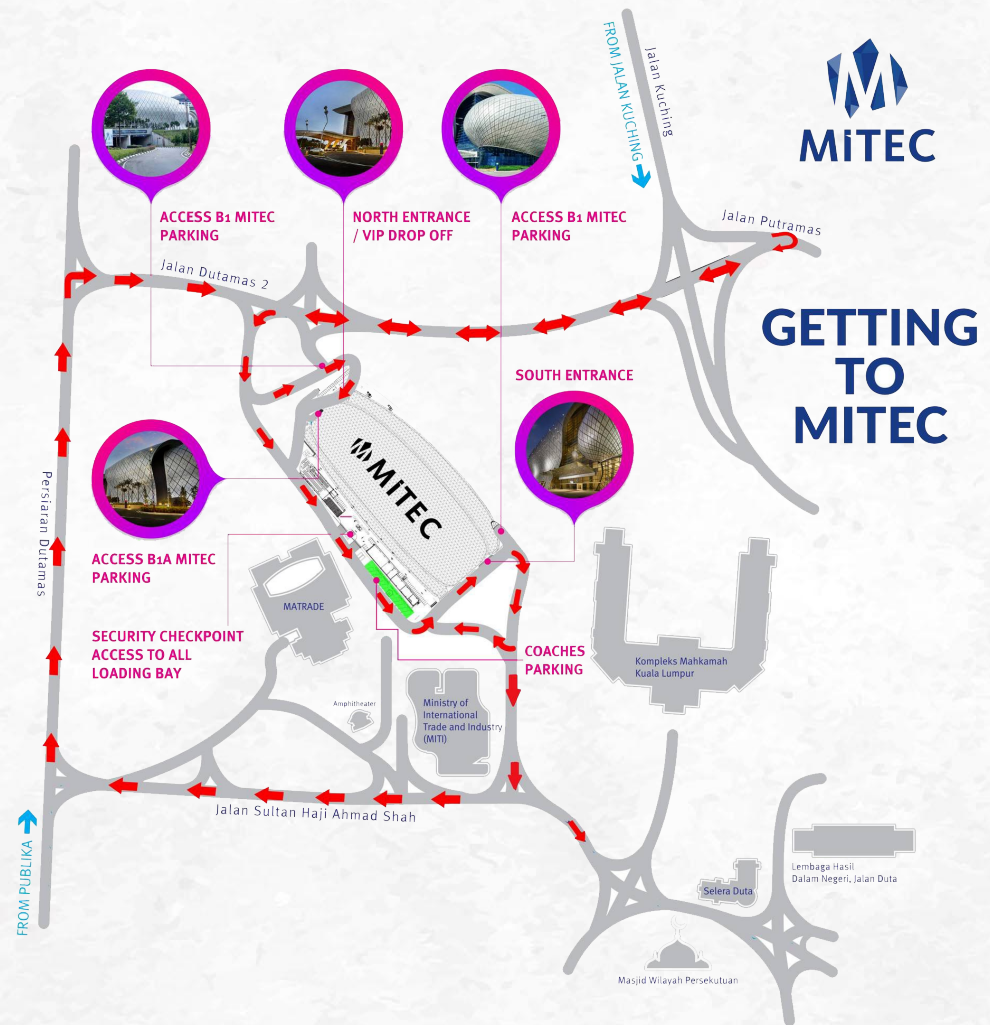 MiTEC
FROM JALAN KUCHING
Jalan Kuching
Jalan Putramas
ACCESS B1 MITEC
PARKING
NORTH ENTRANCE
/ VIP DROP OFF
ACCESS B1 MITEC
PARKING
Jalan Dutamas 2
GETTING
TO
MITEC
SOUTH ENTRANCE
MiTEC
Persiaran Dutamas
ACCESS B1A MITEC
PARKING
MATRADE
SECURITY CHECKPOINT
ACCESS TO ALL
LOADING BAY
COACHES
PARKING
Kompleks Mahkamah
Kuala Lumpur
Amphitheater
Ministry of
International
Trade and Industry
(MITI)
Jalan Sultan Haji Ahmad Shah
FROM PUBLIKA
Lembaga Hasil
Dalam Negeri, Jalan Duta
Selera Duta
Masjid Wilayah Persekutuan